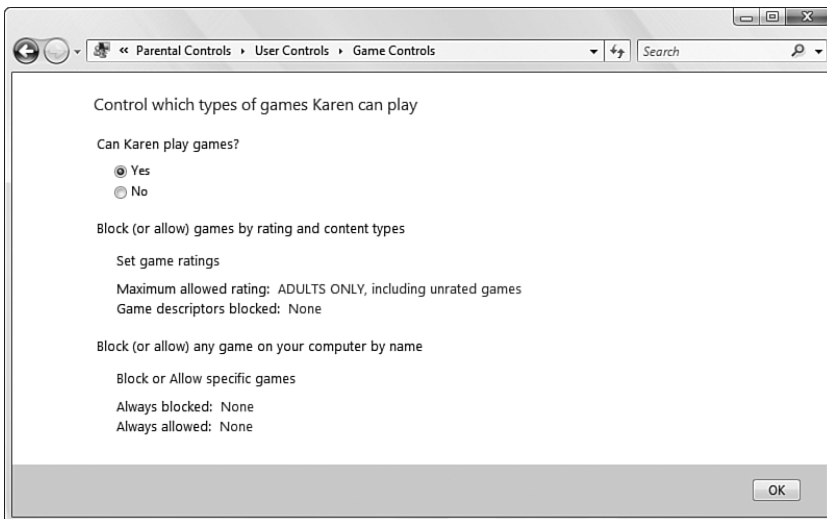 « Parental Controls › User Controls › Game Controls
Search
Control which types of games Karen can play
Can Karen play games?
Yes
No
Block (or allow) games by rating and content types
Set game ratings
Maximum allowed rating: ADULTS ONLY, including unrated games
Game descriptors blocked: None
Block (or allow) any game on your computer by name
Block or Allow specific games
Always blocked: None
Always allowed: None
OK